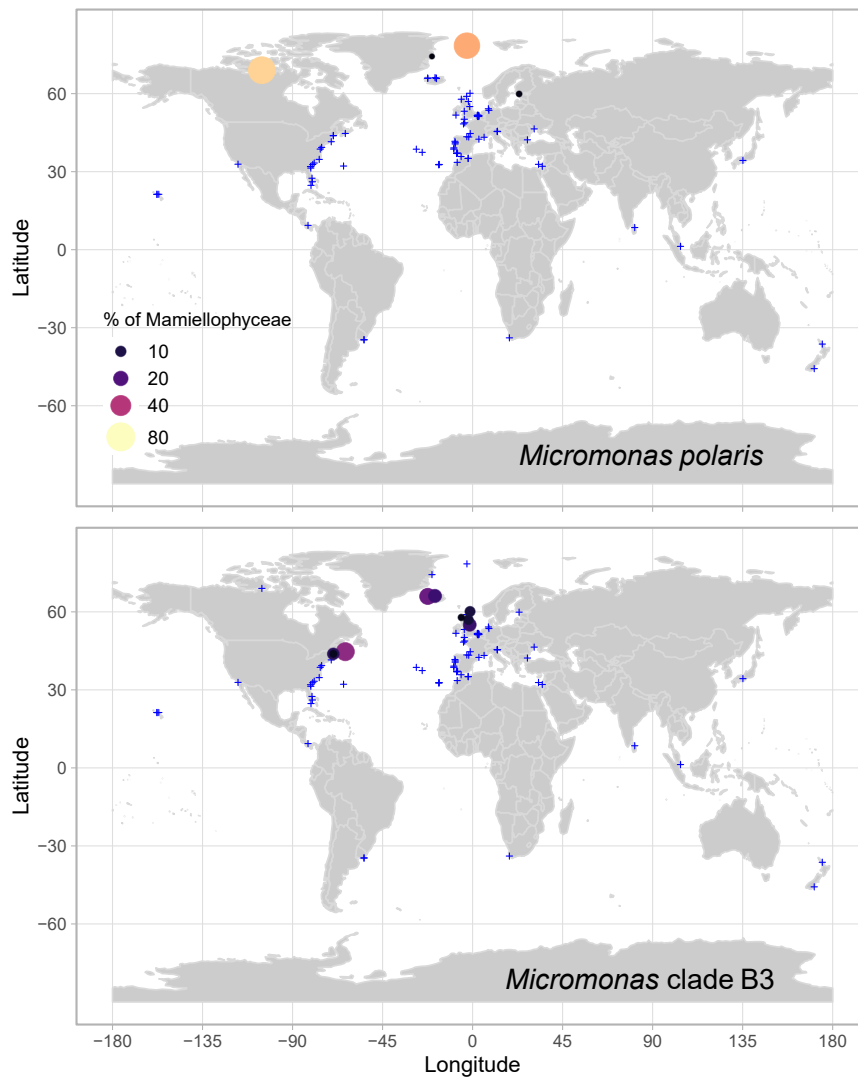 60
30
0
−30
−60
Latitude
% of Mamiellophyceae
10
20
40
80
Micromonas polaris
60
30
0
−30
−60
Latitude
Micromonas clade B3
−180 −135 −90 −45 0 45 90 135 180
Longitude